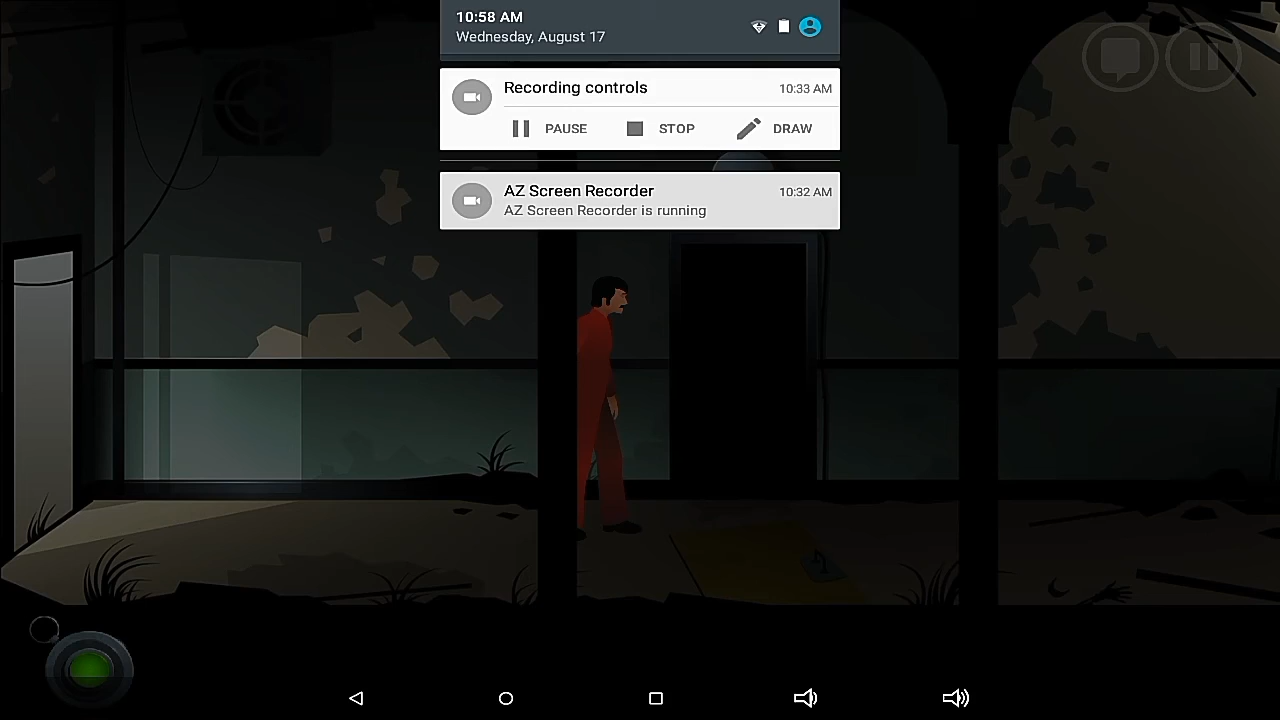 10:58 AM
Wednesday, August 17
Recording controls
10:33 AM
PAUSE
STOP
DRAW
AZ Screen Recorder
10:32 AM
AZ Screen Recorder is running